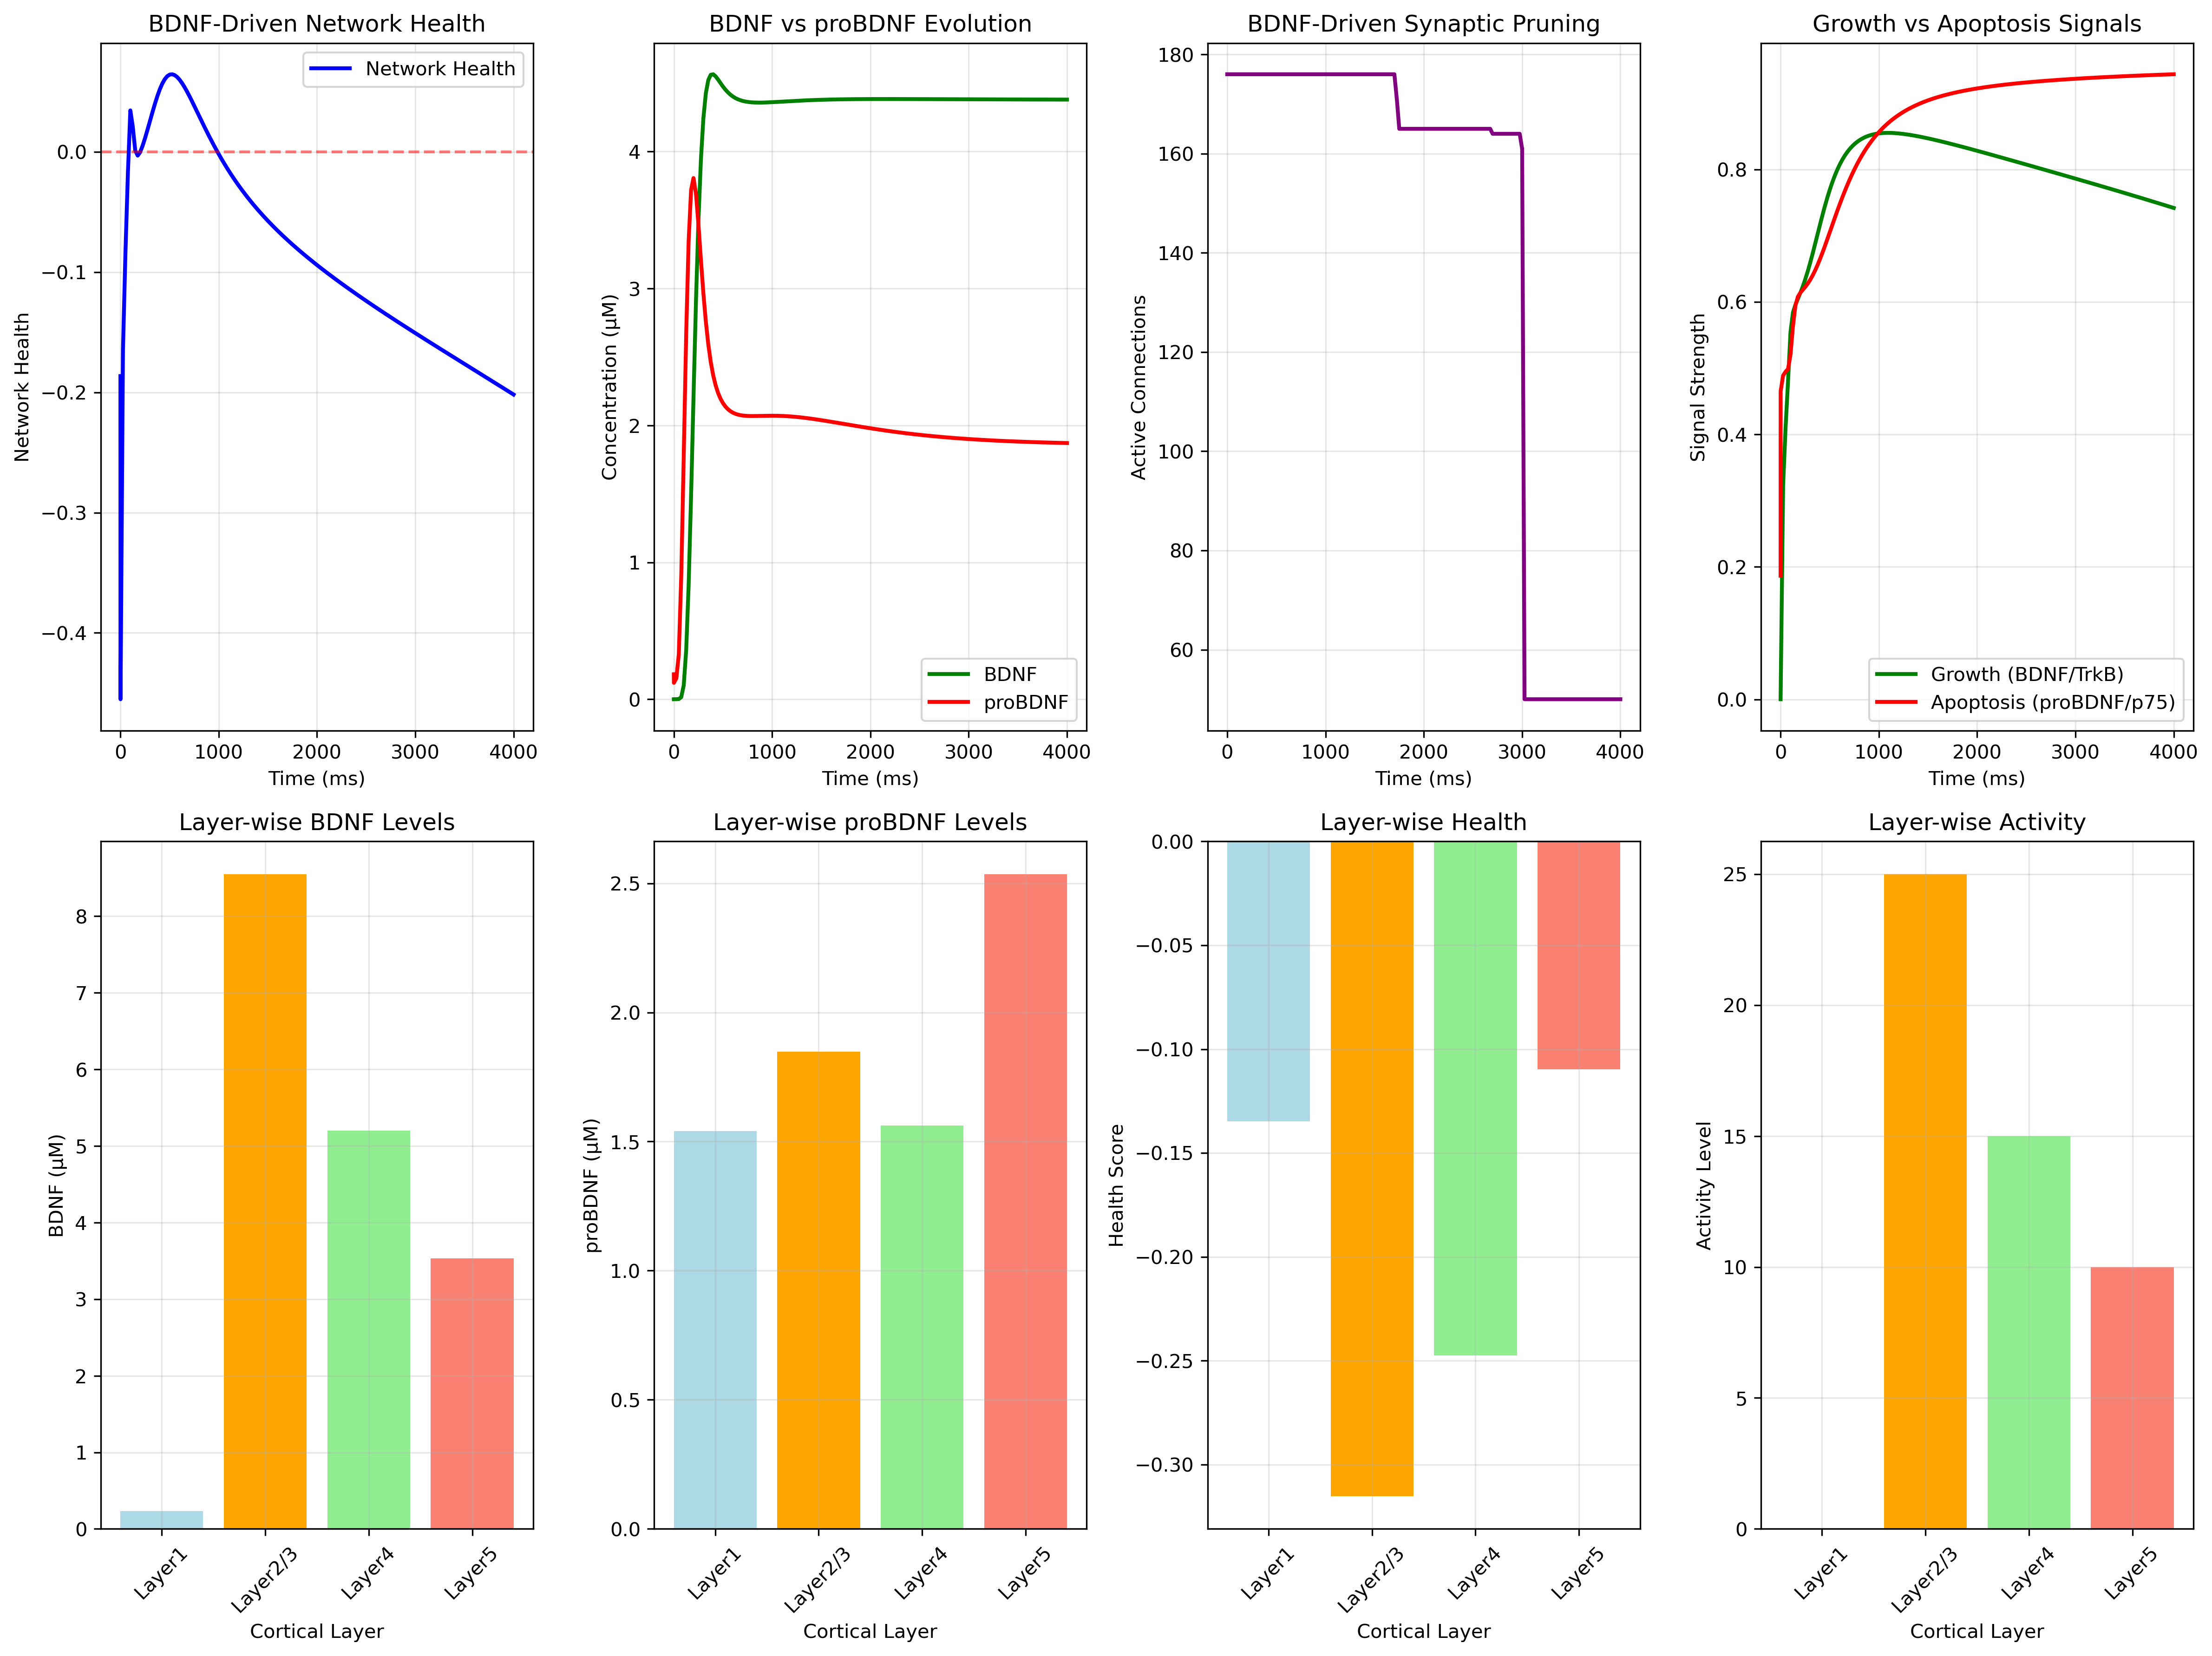 BDNF-Driven Network Health
Network Health
0.0
−0.1
−0.2
−0.3
−0.4
Network Health
0 1000 2000 3000 4000
Time (ms)
BDNF vs proBDNF Evolution
4
3
2
1
0
Concentration (μM)
BDNF
proBDNF
0 1000 2000 3000 4000
Time (ms)
BDNF-Driven Synaptic Pruning
180
160
140
120
100
80
60
Active Connections
0 1000 2000 3000 4000
Time (ms)
Growth vs Apoptosis Signals
0.8
0.6
0.4
0.2
0.0
Signal Strength
Growth (BDNF/TrkB)
Apoptosis (proBDNF/p75)
0 1000 2000 3000 4000
Time (ms)
Layer-wise BDNF Levels
8
7
6
5
4
3
2
1
0
BDNF (μM)
Layer1 Layer2/3 Layer4 Layer5
Cortical Layer
Layer-wise proBDNF Levels
2.5
2.0
1.5
1.0
0.5
0.0
proBDNF (μM)
Layer1 Layer2/3 Layer4 Layer5
Cortical Layer
Layer-wise Health
0.00
−0.05
−0.10
−0.15
−0.20
−0.25
−0.30
Health Score
Layer1 Layer2/3 Layer4 Layer5
Cortical Layer
Layer-wise Activity
25
20
15
10
5
0
Activity Level
Layer1 Layer2/3 Layer4 Layer5
Cortical Layer